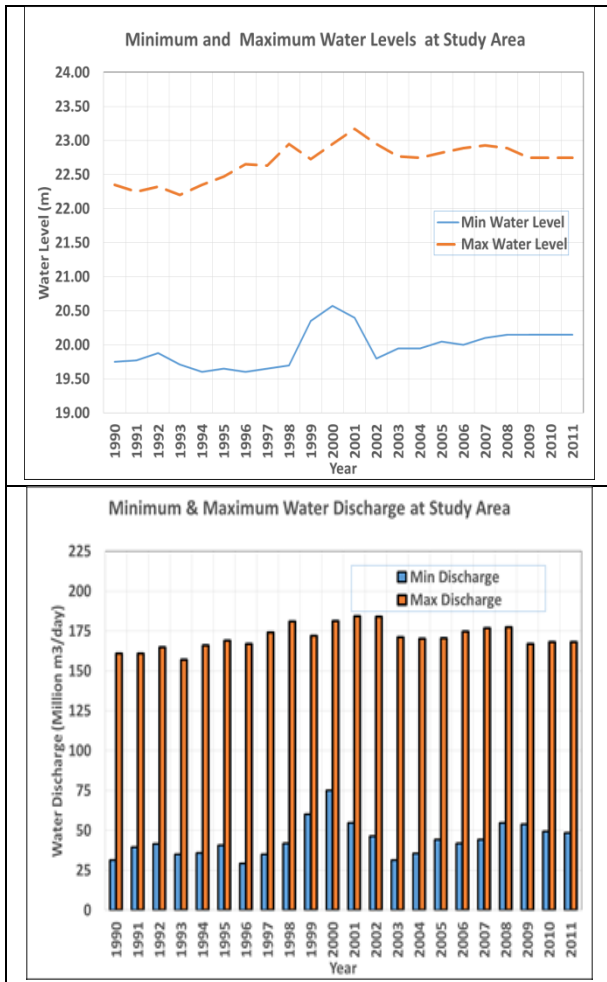 Minimum and Maximum Water Levels at Study Area
24.00
23.50
23.00
22.50
22.00
21.50
21.00
20.50
20.00
19.50
19.00
Water Level (m)
Min Water Level
Max Water Level
1990 1991 1992 1993 1994 1995 1996 1997 1998 1999 2000 2001 2002 2003 2004 2005 2006 2007 2008 2009 2010 2011
Year
Minimum & Maximum Water Discharge at Study Area
225
200
175
150
125
100
75
50
25
0
Water Discharge (Million m3/day)
Min Discharge
Max Discharge
1990 1991 1992 1993 1994 1995 1996 1997 1998 1999 2000 2001 2002 2003 2004 2005 2006 2007 2008 2009 2010 2011
Year